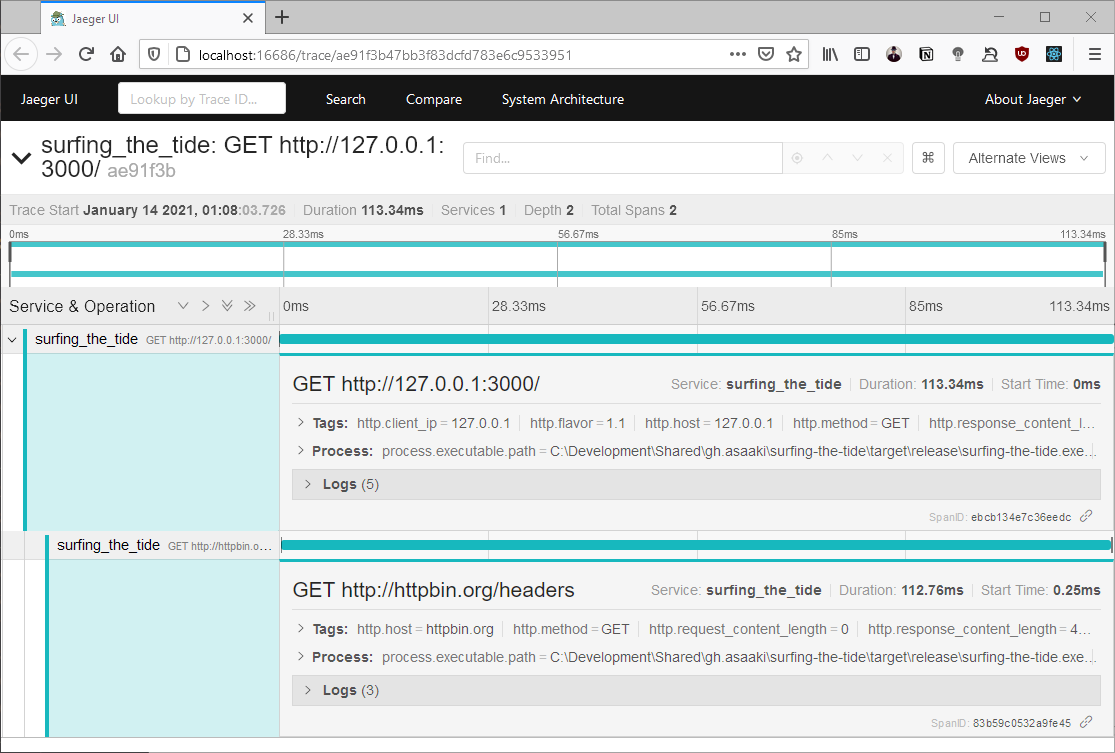 Jaeger UI
localhost:16686/trace/ae91f3b47bb3f83dcfd783e6c9533951
Jaeger UI Lookup by Trace ID... Search Compare System Architecture About Jaeger
surfing_the_tide: GET http://127.0.0.1:
3000/ ae91f3b
Find... ⌘ Alternate Views
Trace Start January 14 2021, 01:08:03.726 Duration 113.34ms Services 1 Depth 2 Total Spans 2
0ms 28.33ms 56.67ms 85ms 113.34ms
Service & Operation 0ms 28.33ms 56.67ms 85ms 113.34ms
surfing_the_tide GET http://127.0.0.1:3000/
GET http://127.0.0.1:3000/ Service: surfing_the_tide Duration: 113.34ms Start Time: 0ms
Tags: http.client_ip = 127.0.0.1 http.flavor = 1.1 http.host = 127.0.0.1 http.method = GET http.response_content_l...
Process: process.executable.path = C:\Development\Shared\gh.asaaki\surfing-the-tide\target\release\surfing-the-tide.exe...
Logs (5)
SpanID: ebcb134e7c36eedc
surfing_the_tide GET http://httpbin.o...
GET http://httpbin.org/headers Service: surfing_the_tide Duration: 112.76ms Start Time: 0.25ms
Tags: http.host = httpbin.org http.method = GET http.request_content_length = 0 http.response_content_length = 4...
Process: process.executable.path = C:\Development\Shared\gh.asaaki\surfing-the-tide\target\release\surfing-the-tide.exe...
Logs (3)
SpanID: 83b59c0532a9fe45